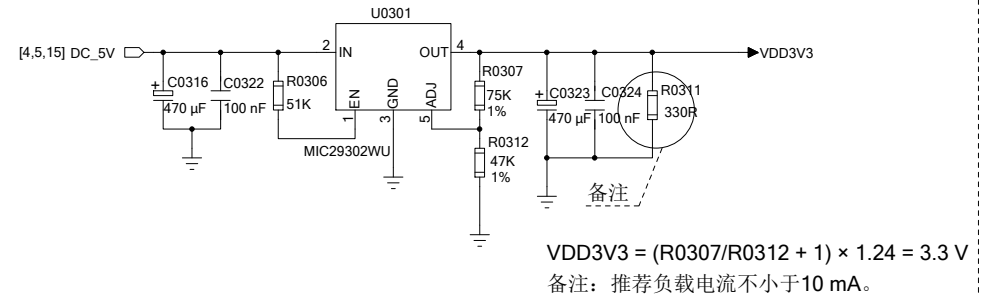 U0301
[4,5,15] DC_5V
2 IN
OUT 4
VDD3V3
C0316
470 µF
C0322
100 nF
R0306
51K
EN
1
GND
3
ADJ
5
MIC29302WU
R0307
75K
1%
R0312
47K
1%
C0323
470 µF
C0324
100 nF
R0311
330R
备注
VDD3V3 = (R0307/R0312 + 1) × 1.24 = 3.3 V
备注：推荐负载电流不小于10 mA。